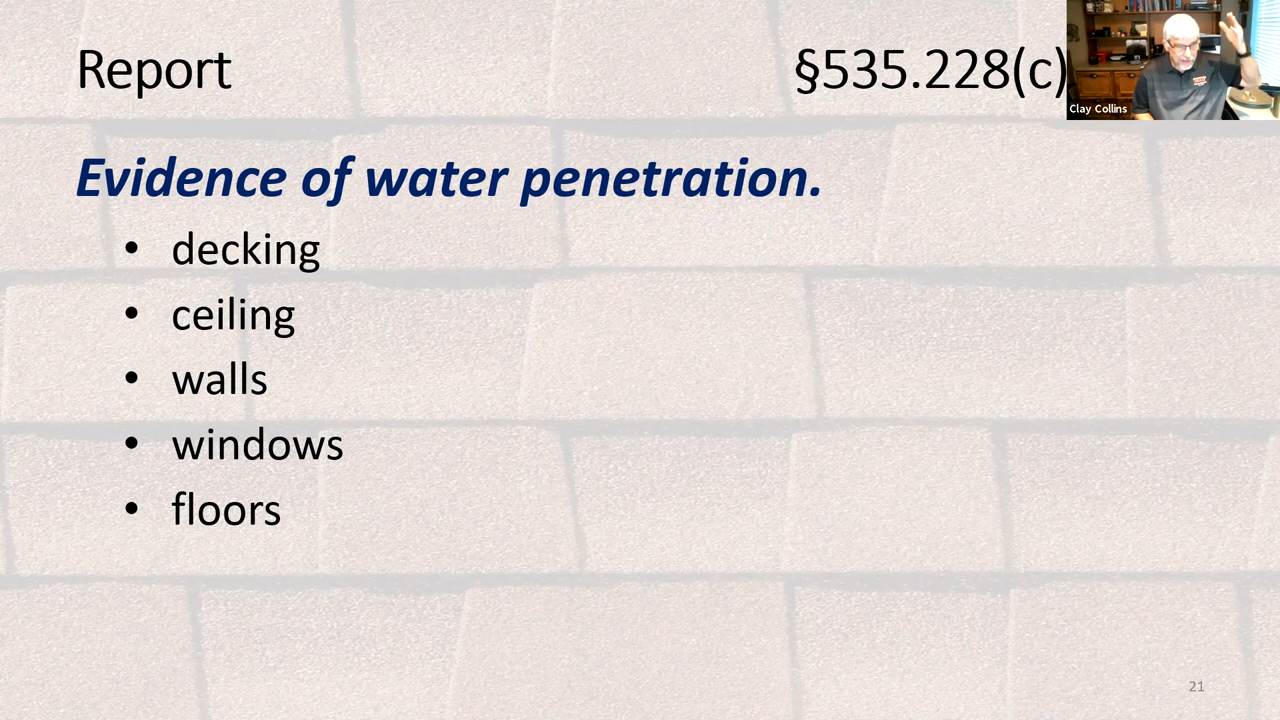 Report
§535.228(c)
Clay Collins
Evidence of water penetration.
• decking
• ceiling
• walls
• windows
• floors
21